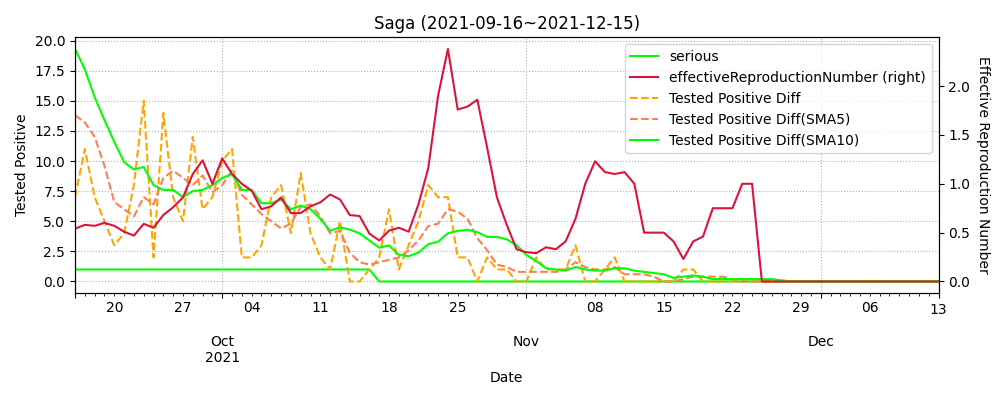 Saga (2021-09-16~2021-12-15)
serious
effectiveReproductionNumber (right)
Tested Positive Diff
Tested Positive Diff(SMA5)
Tested Positive Diff(SMA10)
Tested Positive
20.0
17.5
15.0
12.5
10.0
7.5
5.0
2.5
0.0
Effective Reproduction Number
2.0
1.5
1.0
0.5
0.0
20 27 04 11 18 25 08 15 22 29 06 13
Oct Nov Dec
2021
Date